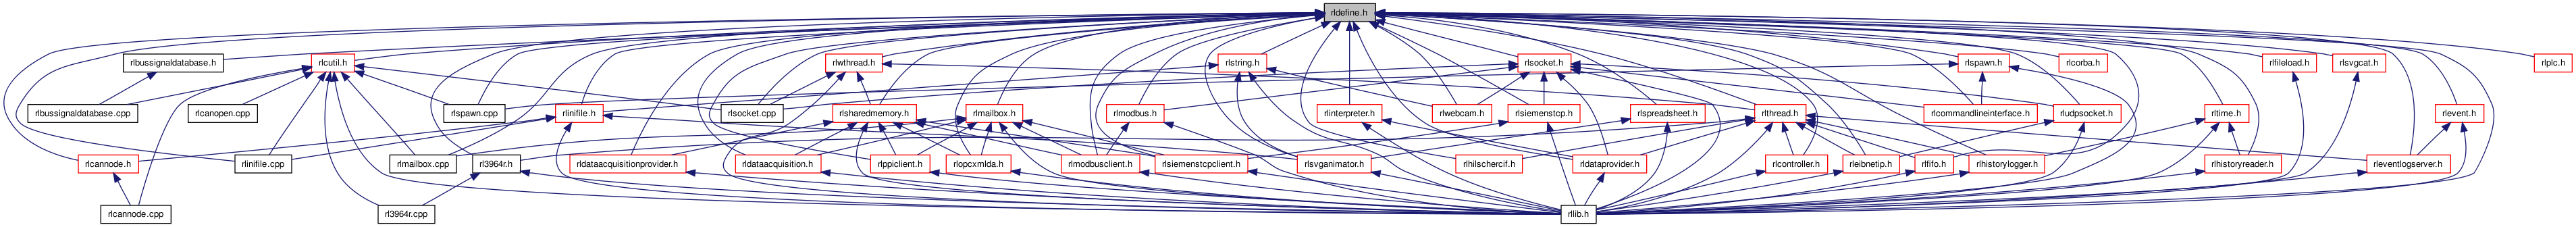 rldefine.h
rlbussignaldatabase.h
rlcutil.h
rlwthread.h
rlstring.h
rlsocket.h
rlspawn.h
rlcorba.h
rlfileload.h
rlsvgcat.h
rlplc.h
rlbussignaldatabase.cpp
rlcanopen.cpp
rlspawn.cpp
rlinifile.h
rlsocket.cpp
rlsharedmemory.h
rlmailbox.h
rlmodbus.h
rlinterpreter.h
rlwebcam.h
rlsiemenstcp.h
rlspreadsheet.h
rlthread.h
rlcommandlineinterface.h
rludpsocket.h
rltime.h
rlevent.h
rlcannode.h
rlinifile.cpp
rlmailbox.cpp
rl3964r.h
rldataacquisitionprovider.h
rldataacquisition.h
rlppiclient.h
rlopcxmlda.h
rlmodbusclient.h
rlsiemenstcpclient.h
rlsvganimator.h
rlhilschercif.h
rldataprovider.h
rlcontroller.h
rleibnetip.h
rlfifo.h
rlhistorylogger.h
rlhistoryreader.h
rleventlogserver.h
rlcannode.cpp
rl3964r.cpp
rllib.h